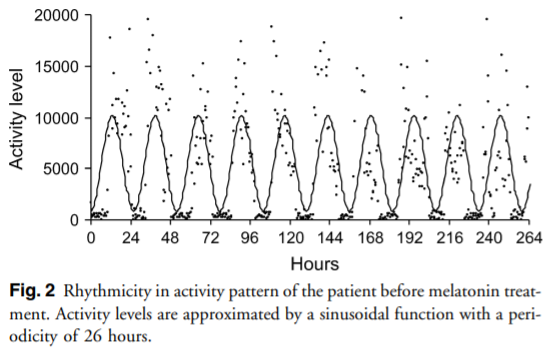 20000
15000
10000
5000
0
Activity level
0 24 48 72 96 120 144 168 192 216 240 264
Hours
Fig. 2 Rhythmicity in activity pattern of the patient before melatonin treat-
ment. Activity levels are approximated by a sinusoidal function with a peri-
odicity of 26 hours.